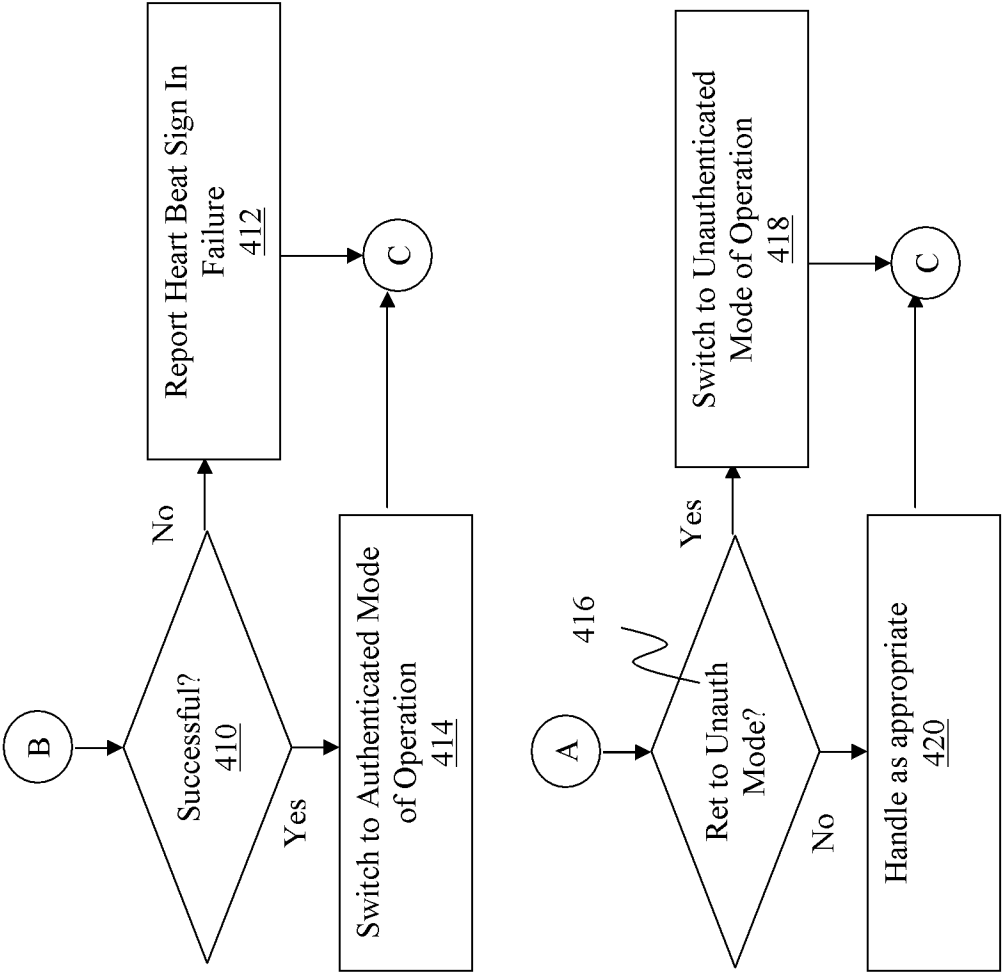 B
Successful?
410
No
Report Heart Beat Sign In
Failure
412
Yes
Switch to Authenticated Mode
of Operation
414
C
A
416
Ret to Unauth
Mode?
Yes
Switch to Unauthenticated
Mode of Operation
418
No
Handle as appropriate
420
C